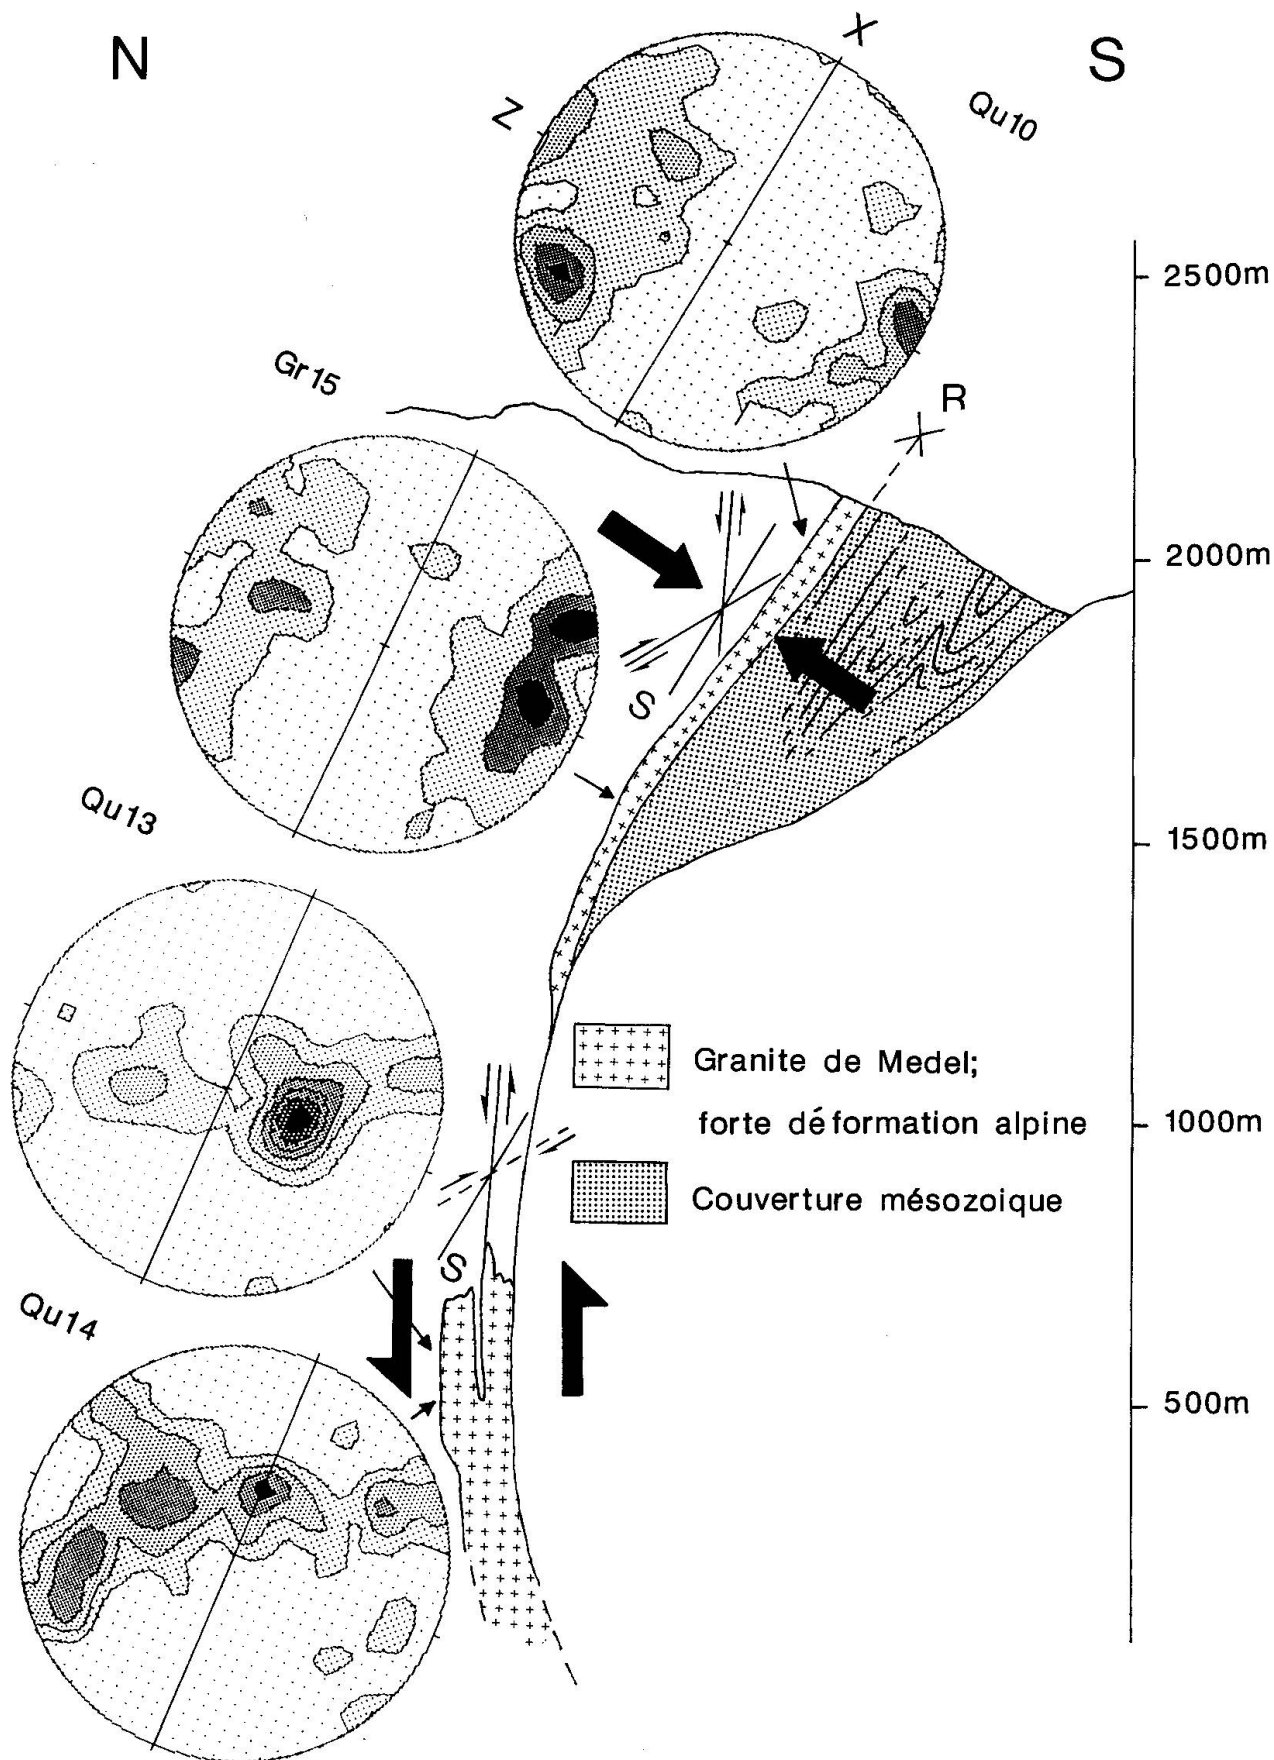 N
X
S
Z
Qu10
2500m
Gr15
R
2000m
S
Qu13
1500m
Granite de Medel;
forte déformation alpine
1000m
Couverture mésozoique
S
Qu14
500m